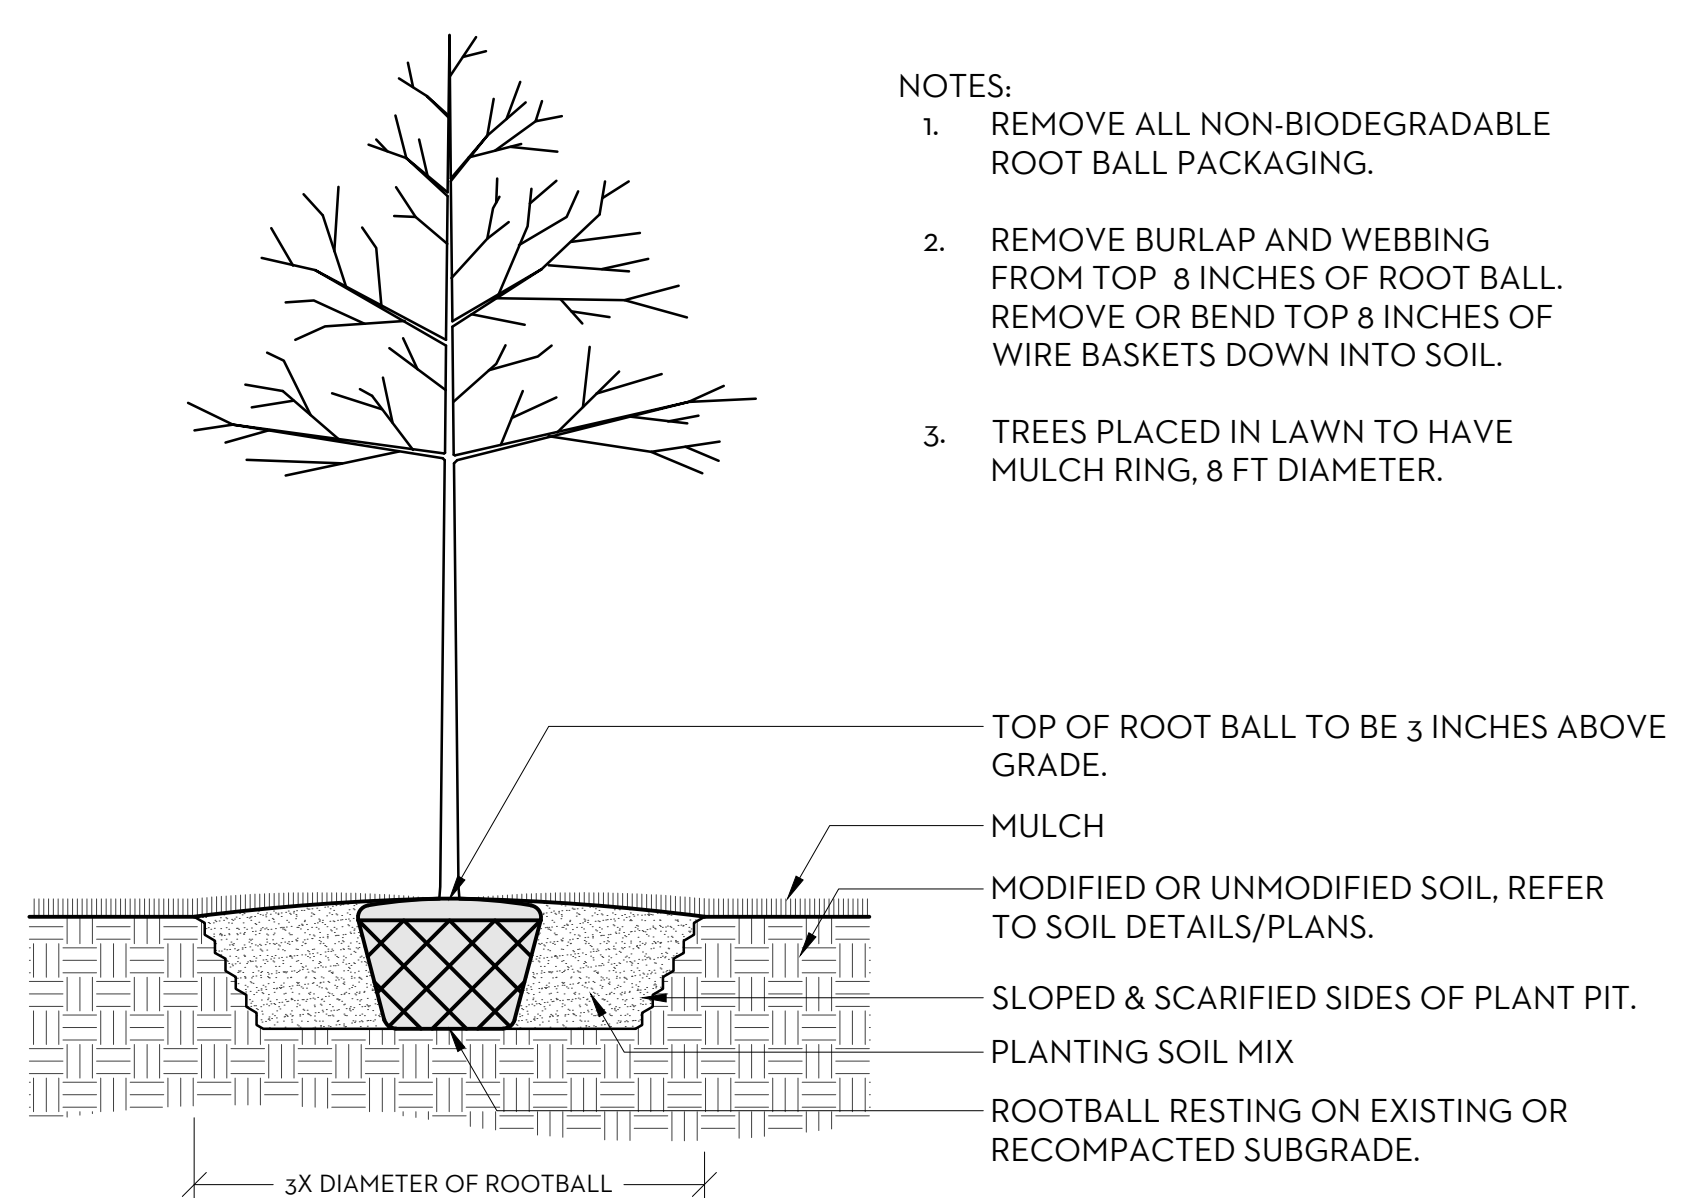 NOTES:
1. REMOVE ALL NON-BIODEGRADABLE
ROOT BALL PACKAGING.
2. REMOVE BURLAP AND WEBBING
FROM TOP 8 INCHES OF ROOT BALL.
REMOVE OR BEND TOP 8 INCHES OF
WIRE BASKETS DOWN INTO SOIL.
3. TREES PLACED IN LAWN TO HAVE
MULCH RING, 8 FT DIAMETER.
TOP OF ROOT BALL TO BE 3 INCHES ABOVE
GRADE.
MULCH
MODIFIED OR UNMODIFIED SOIL, REFER
TO SOIL DETAILS/PLANS.
SLOPED & SCARIFIED SIDES OF PLANT PIT.
PLANTING SOIL MIX
ROOTBALL RESTING ON EXISTING OR
RECOMPACTED SUBGRADE.
3X DIAMETER OF ROOTBALL